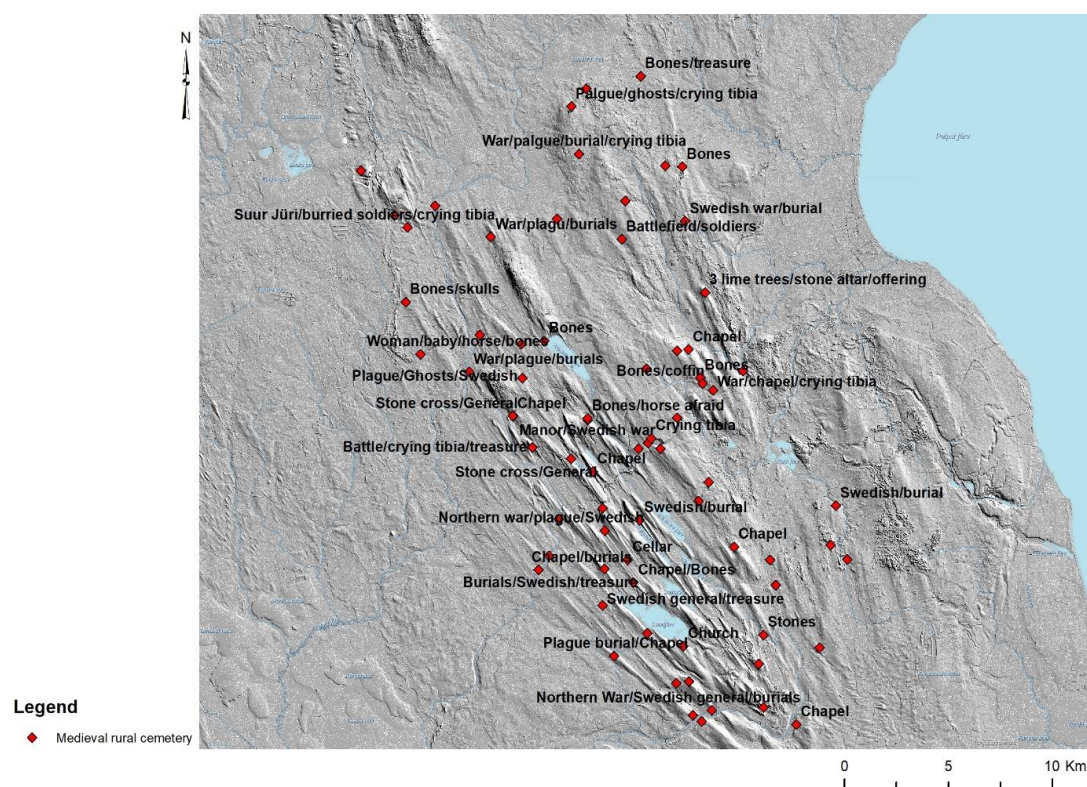 N
Bones/treasure
Palgue/ghosts/crying tibia
War/palgue/burial/crying tibia
Bones
Peipsi järv
Suur Jüri/burried soldiers/crying tibia
Swedish war/burial
War/plagu/burials
Battlefield/soldiers
3 lime trees/stone altar/offering
Bones/skulls
Bones
Chapel
Woman/baby/horse/bones
War/plague/burials
Bones/coffin
Bones
Plague/Ghosts/Swedish
War/chapel/crying tibia
Stone cross/General
Chapel
Bones/horse afraid
Manor/Swedish war
Crying tibia
Battle/crying tibia/treasure
Chapel
Stone cross/General
Swedish/burial
Swedish/burial
Northern war/plague/Swedish
Chapel
Cellar
Chapel/burials
Chapel/Bones
Burials/Swedish/treasure
Swedish general/treasure
Stones
Church
Plague burial/Chapel
Northern War/Swedish general/burials
Chapel
Legend
Medieval rural cemetery
0 5 10 Km